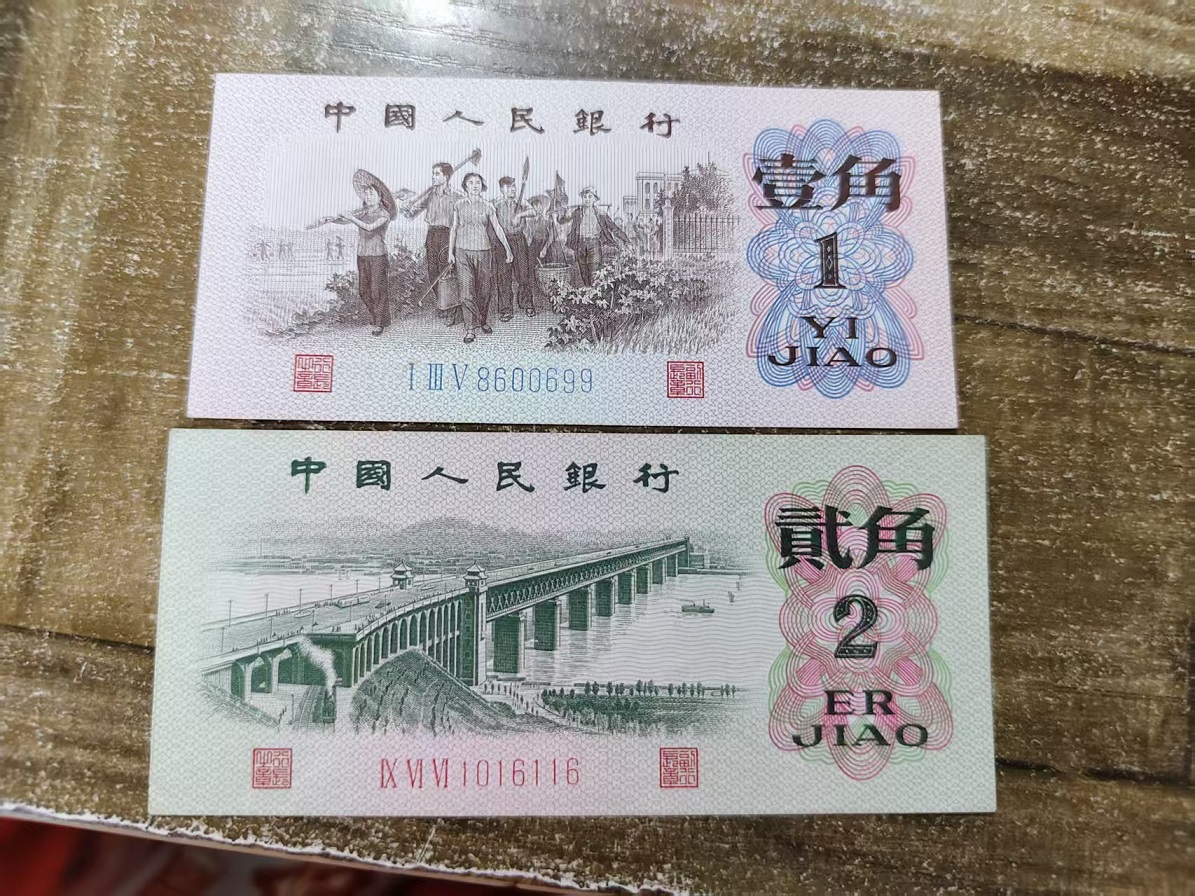 中國人民銀行
壹角
1
YI
JIAO
I III V 8600699
中國人民銀行
貳角
2
ER
JIAO
IX VI VI 1016116